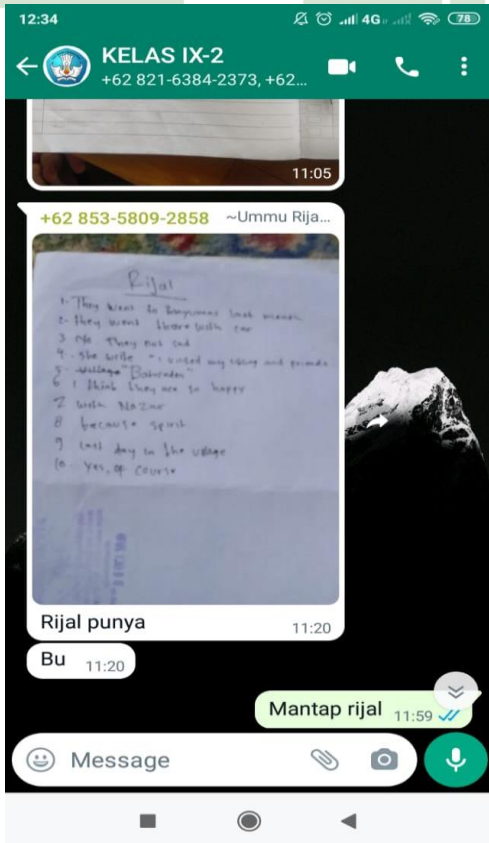 12:34
4G
78
KELAS IX-2
+62 821-6384-2373, +62...
11:05
+62 853-5809-2858 ~Ummu Rija...
Rijal
1. They went to Banyumas last month
2. they went there with car
3 No They not sad
4. She write "I visited my and friends
5. "Baturaden"
6 I think they are so happy
7 with Nazar
8 because spirit
9 last day in the village
10. Yes, of course
Rijal punya
11:20
Bu 11:20
Mantap rijal 11:59
Message